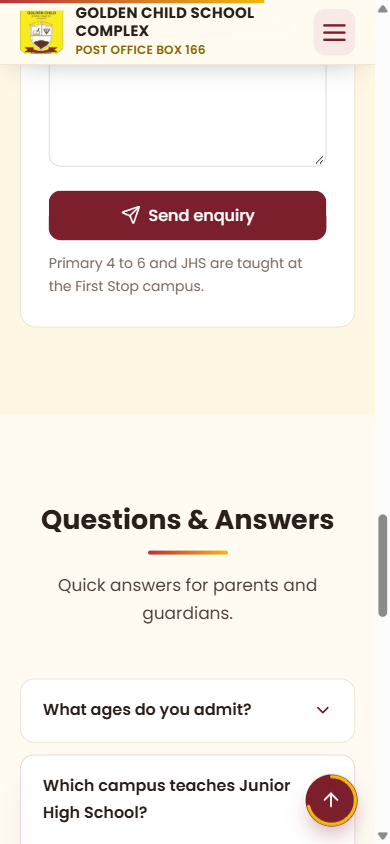 GOLDEN CHILD SCHOOL
COMPLEX
POST OFFICE BOX 166
Send enquiry
Primary 4 to 6 and JHS are taught at
the First Stop campus.
Questions & Answers
Quick answers for parents and
guardians.
What ages do you admit?
Which campus teaches Junior
High School?